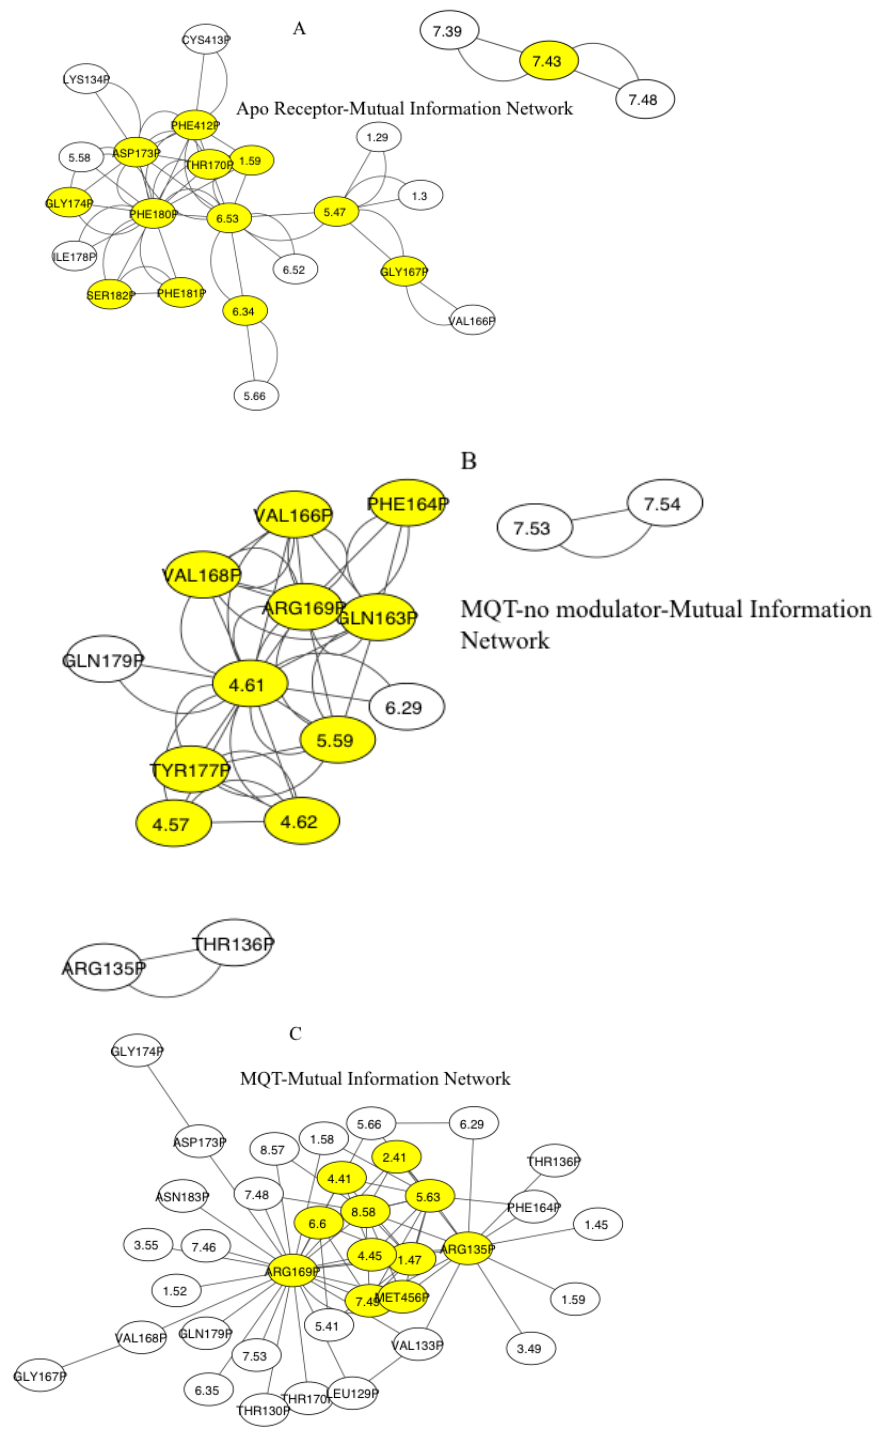 A
7.39
7.43
7.48
CYS413P
LYS134P
Apo Receptor-Mutual Information Network
PHE412P
1.29
5.58
ASP173P
THR170P
1.59
1.3
GLY174P
PHE180P
6.53
5.47
ILE178P
6.52
GLY167P
SER182P
PHE181P
6.34
VAL166P
5.66
B
VAL166P
PHE164P
7.54
7.53
VAL168P
ARG169P
GLN163P
MQT-no modulator-Mutual Information
Network
GLN179P
4.61
6.29
5.59
TYR177P
4.57
4.62
THR136P
ARG135P
C
GLY174P
MQT-Mutual Information Network
5.66
6.29
ASP173P
8.57
1.58
2.41
THR136P
4.41
ASN183P
7.48
5.63
PHE164P
8.58
6.6
1.45
3.55
7.46
4.45
1.47
ARG135P
ARG169P
1.52
7.49
MET456P
1.59
5.41
VAL168P
GLN179P
VAL133P
3.49
7.53
GLY167P
6.35
THR130P
THR170P
LEU129P